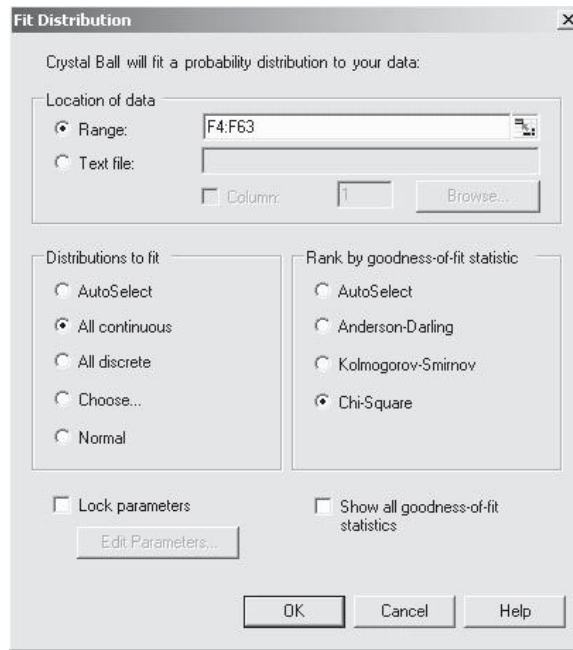 Fit Distribution
Crystal Ball will fit a probability distribution to your data:
Location of data
Range:
F4:F63
Text file:
Column:
1
Browse...
Distributions to fit
AutoSelect
All continuous
All discrete
Choose...
Normal
Rank by goodness-of-fit statistic
AutoSelect
Anderson-Darling
Kolmogorov-Smirnov
Chi-Square
Lock parameters
Edit Parameters...
Show all goodness-of-fit
statistics
OK
Cancel
Help